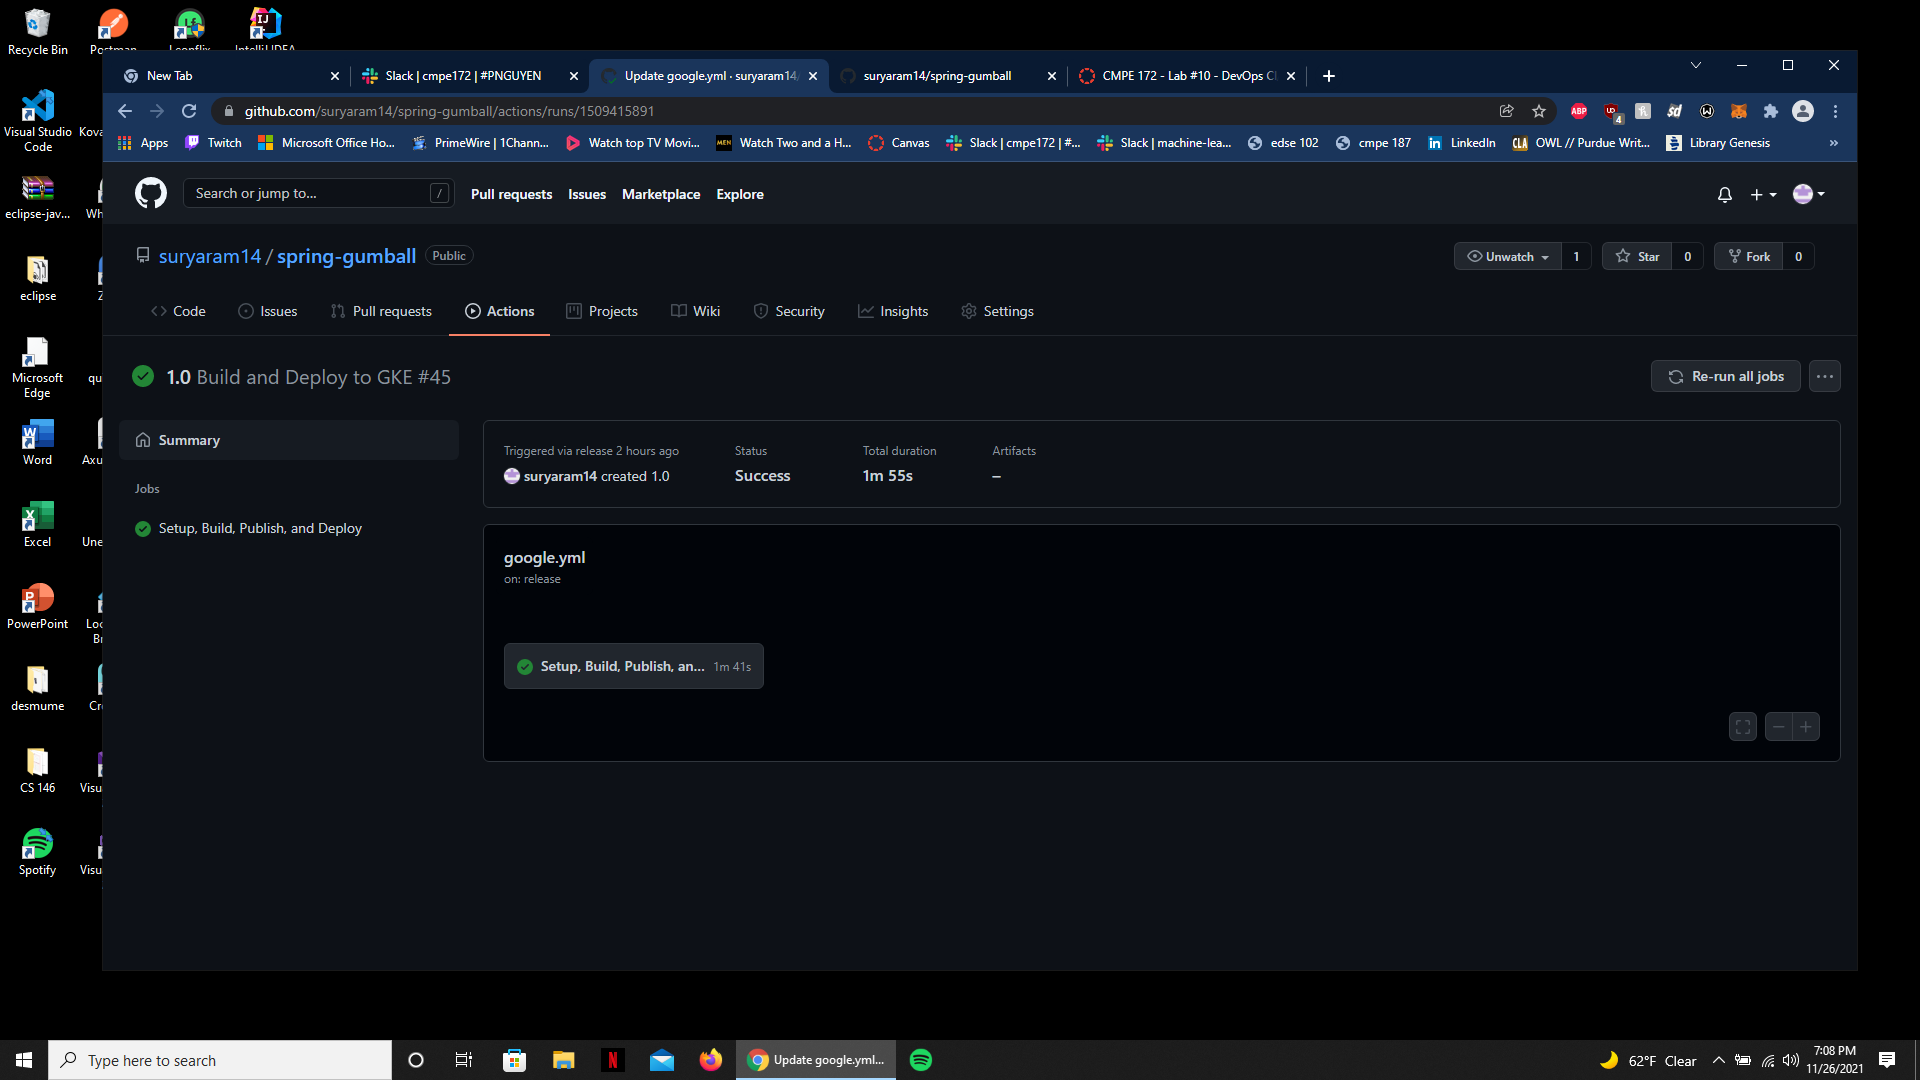 Recycle Bin
Postman
Leonflix
IntelliJ IDEA
New Tab
Slack | cmpe172 | #PNGUYEN
Update google.yml · suryaram14/
suryaram14/spring-gumball
CMPE 172 - Lab #10 - DevOps CI
github.com/suryaram14/spring-gumball/actions/runs/1509415891
ABP
4
Apps
Twitch
Microsoft Office Ho...
PrimeWire | 1Chann...
Watch top TV Movi...
MEN
Watch Two and a H...
Canvas
Slack | cmpe172 | #...
Slack | machine-lea...
edse 102
cmpe 187
in
LinkedIn
CLA
OWL // Purdue Writ...
Library Genesis
»
Search or jump to...
/
Pull requests
Issues
Marketplace
Explore
suryaram14 / spring-gumball
Public
Unwatch
1
Star
0
Fork
0
Code
Issues
Pull requests
Actions
Projects
Wiki
Security
Insights
Settings
1.0 Build and Deploy to GKE #45
Re-run all jobs
Summary
Jobs
Setup, Build, Publish, and Deploy
Triggered via release 2 hours ago
suryaram14 created 1.0
Status
Success
Total duration
1m 55s
Artifacts
–
google.yml
on: release
Setup, Build, Publish, an...
1m 41s
Visual Studio
Code
Kova
eclipse-jav...
Wh
eclipse
Z
Microsoft
Edge
qu
Word
Axu
Excel
Une
PowerPoint
Loc
Br
desmume
Cr
CS 146
Visu
Spotify
Visu
Type here to search
Update google.yml...
62°F Clear
7:08 PM
11/26/2021